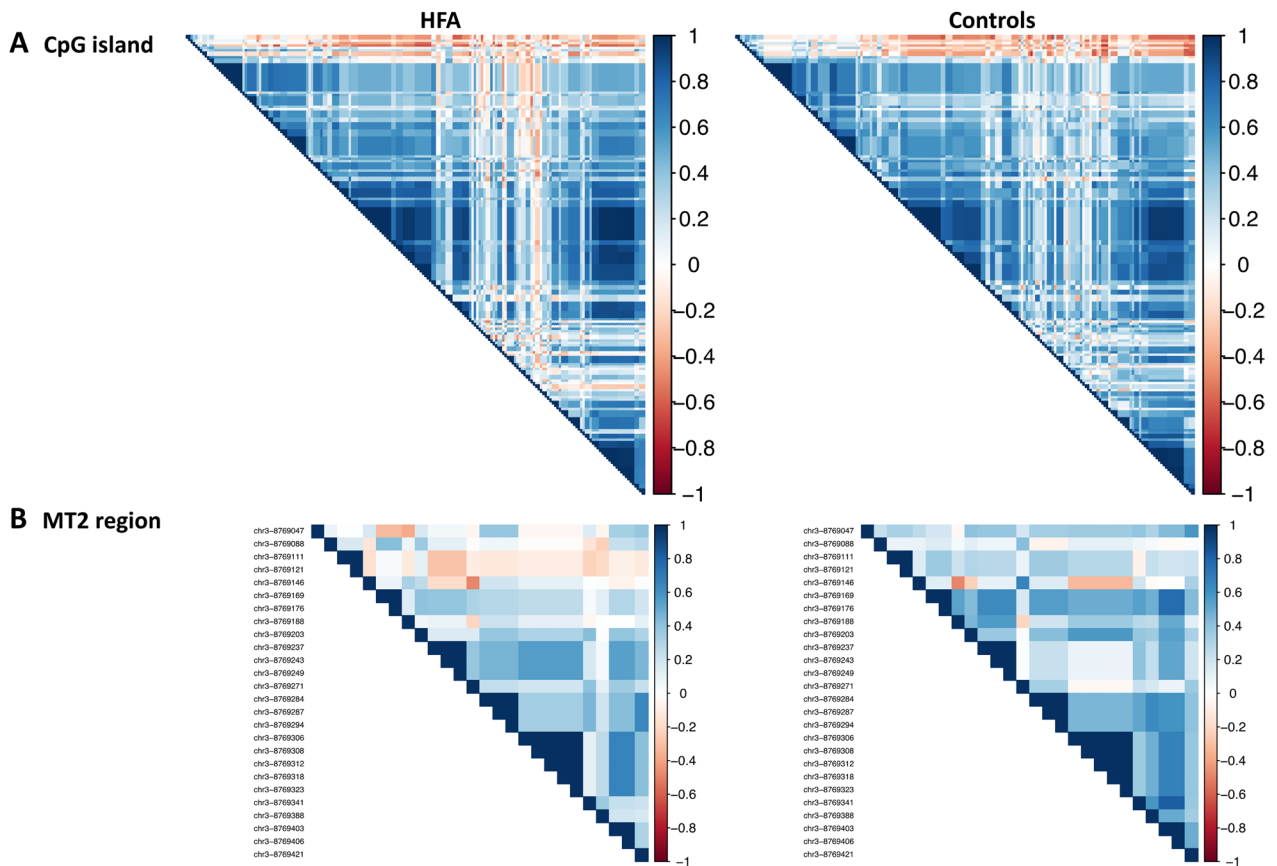 HFA
Controls
A CpG island
1
0.8
0.6
0.4
0.2
0
−0.2
−0.4
−0.6
−0.8
−1
1
0.8
0.6
0.4
0.2
0
−0.2
−0.4
−0.6
−0.8
−1
B MT2 region
chr3−8769047
chr3−8769088
chr3−8769111
chr3−8769121
chr3−8769146
chr3−8769169
chr3−8769176
chr3−8769188
chr3−8769203
chr3−8769237
chr3−8769243
chr3−8769249
chr3−8769271
chr3−8769284
chr3−8769287
chr3−8769294
chr3−8769306
chr3−8769308
chr3−8769312
chr3−8769318
chr3−8769323
chr3−8769341
chr3−8769388
chr3−8769403
chr3−8769406
chr3−8769421
1
0.8
0.6
0.4
0.2
0
−0.2
−0.4
−0.6
−0.8
−1
chr3−8769047
chr3−8769088
chr3−8769111
chr3−8769121
chr3−8769146
chr3−8769169
chr3−8769176
chr3−8769188
chr3−8769203
chr3−8769237
chr3−8769243
chr3−8769249
chr3−8769271
chr3−8769284
chr3−8769287
chr3−8769294
chr3−8769306
chr3−8769308
chr3−8769312
chr3−8769318
chr3−8769323
chr3−8769341
chr3−8769388
chr3−8769403
chr3−8769406
chr3−8769421
1
0.8
0.6
0.4
0.2
0
−0.2
−0.4
−0.6
−0.8
−1